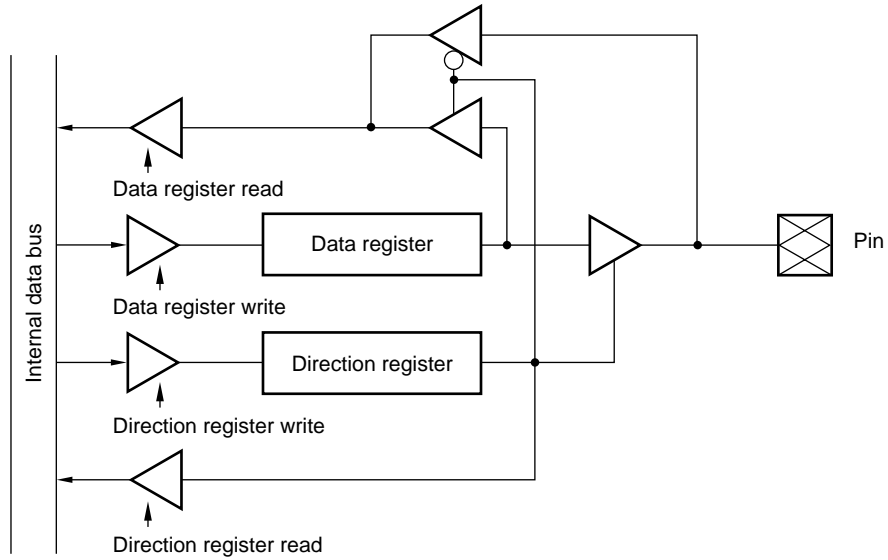 Data register read
Data register
Pin
Internal data bus
Data register write
Direction register
Direction register write
Direction register read